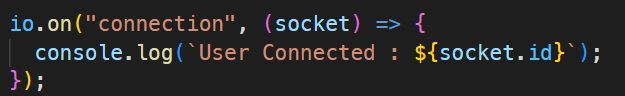 io.on("connection", (socket) => {
  console.log(`User Connected : ${socket.id}`);
});